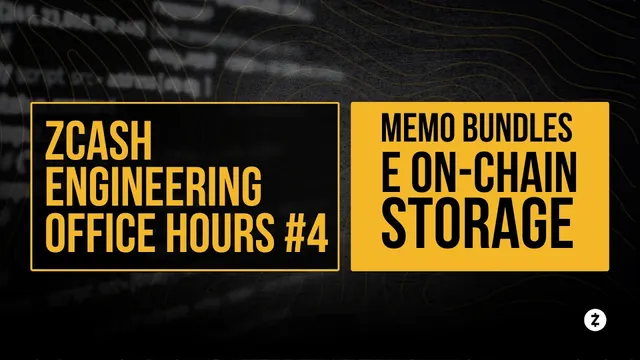 ZCASH
ENGINEERING
OFFICE HOURS #4
MEMO BUNDLES
E ON-CHAIN
STORAGE